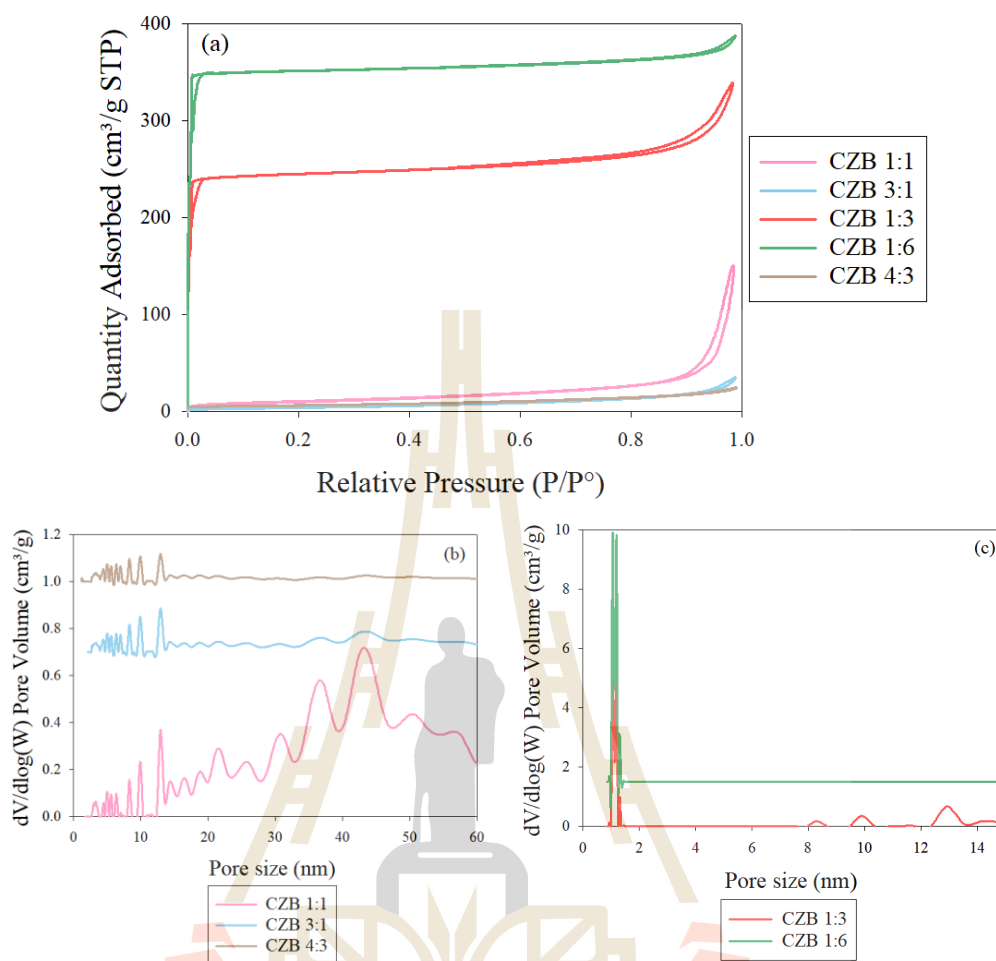 (a)
Quantity Adsorbed (cm³/g STP)
400
300
200
100
0
0.0 0.2 0.4 0.6 0.8 1.0
Relative Pressure (P/P°)
CZB 1:1
CZB 3:1
CZB 1:3
CZB 1:6
CZB 4:3
(b)
dV/dlog(W) Pore Volume (cm³/g)
1.2
1.0
0.8
0.6
0.4
0.2
0.0
0 10 20 30 40 50 60
Pore size (nm)
CZB 1:1
CZB 3:1
CZB 4:3
(c)
dV/dlog(W) Pore Volume (cm³/g)
10
8
6
4
2
0
0 2 4 6 8 10 12 14
Pore size (nm)
CZB 1:3
CZB 1:6